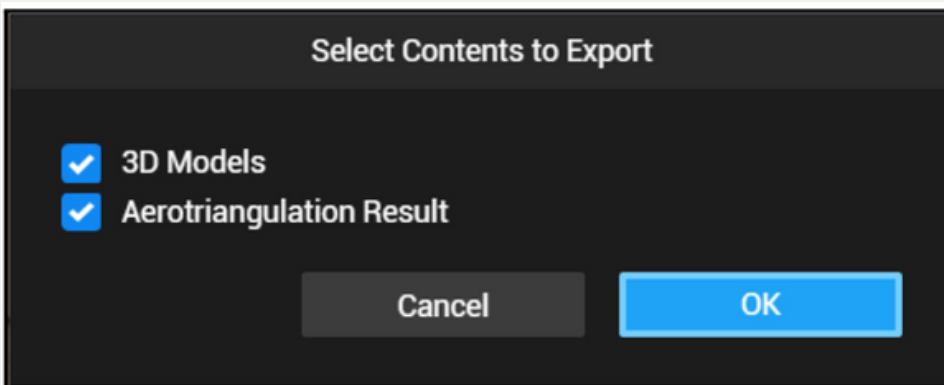 Select Contents to Export
3D Models
Aerotriangulation Result
Cancel OK